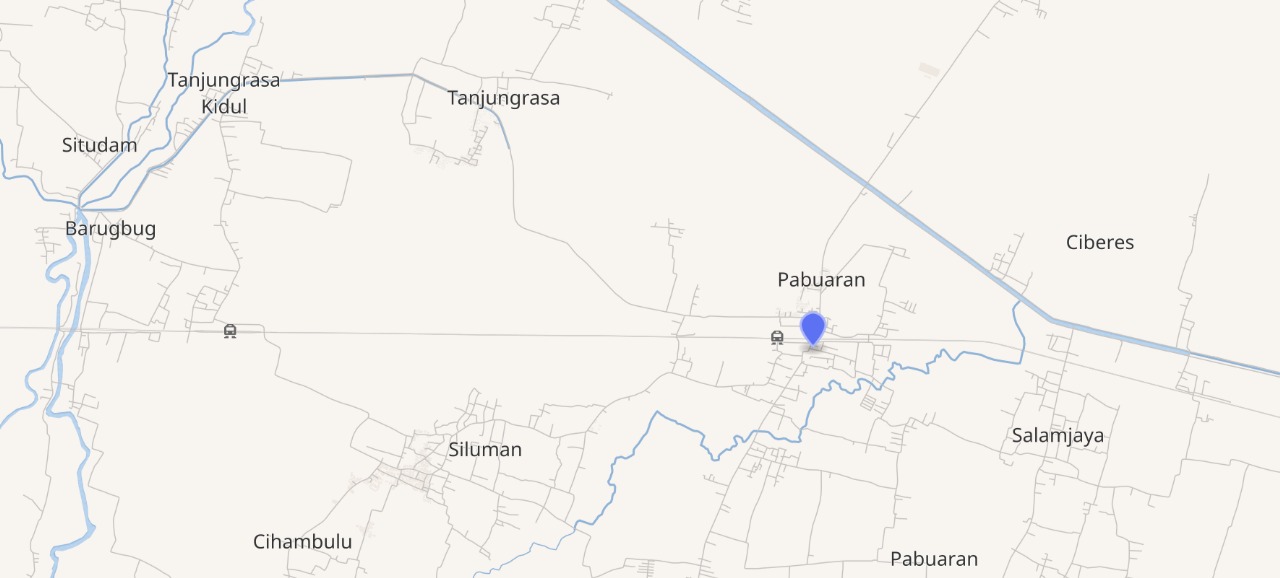 Tanjungrasa
Kidul
Tanjungrasa
Situdam
Barugbug
Ciberes
Pabuaran
Salamjaya
Siluman
Cihambulu
Pabuaran